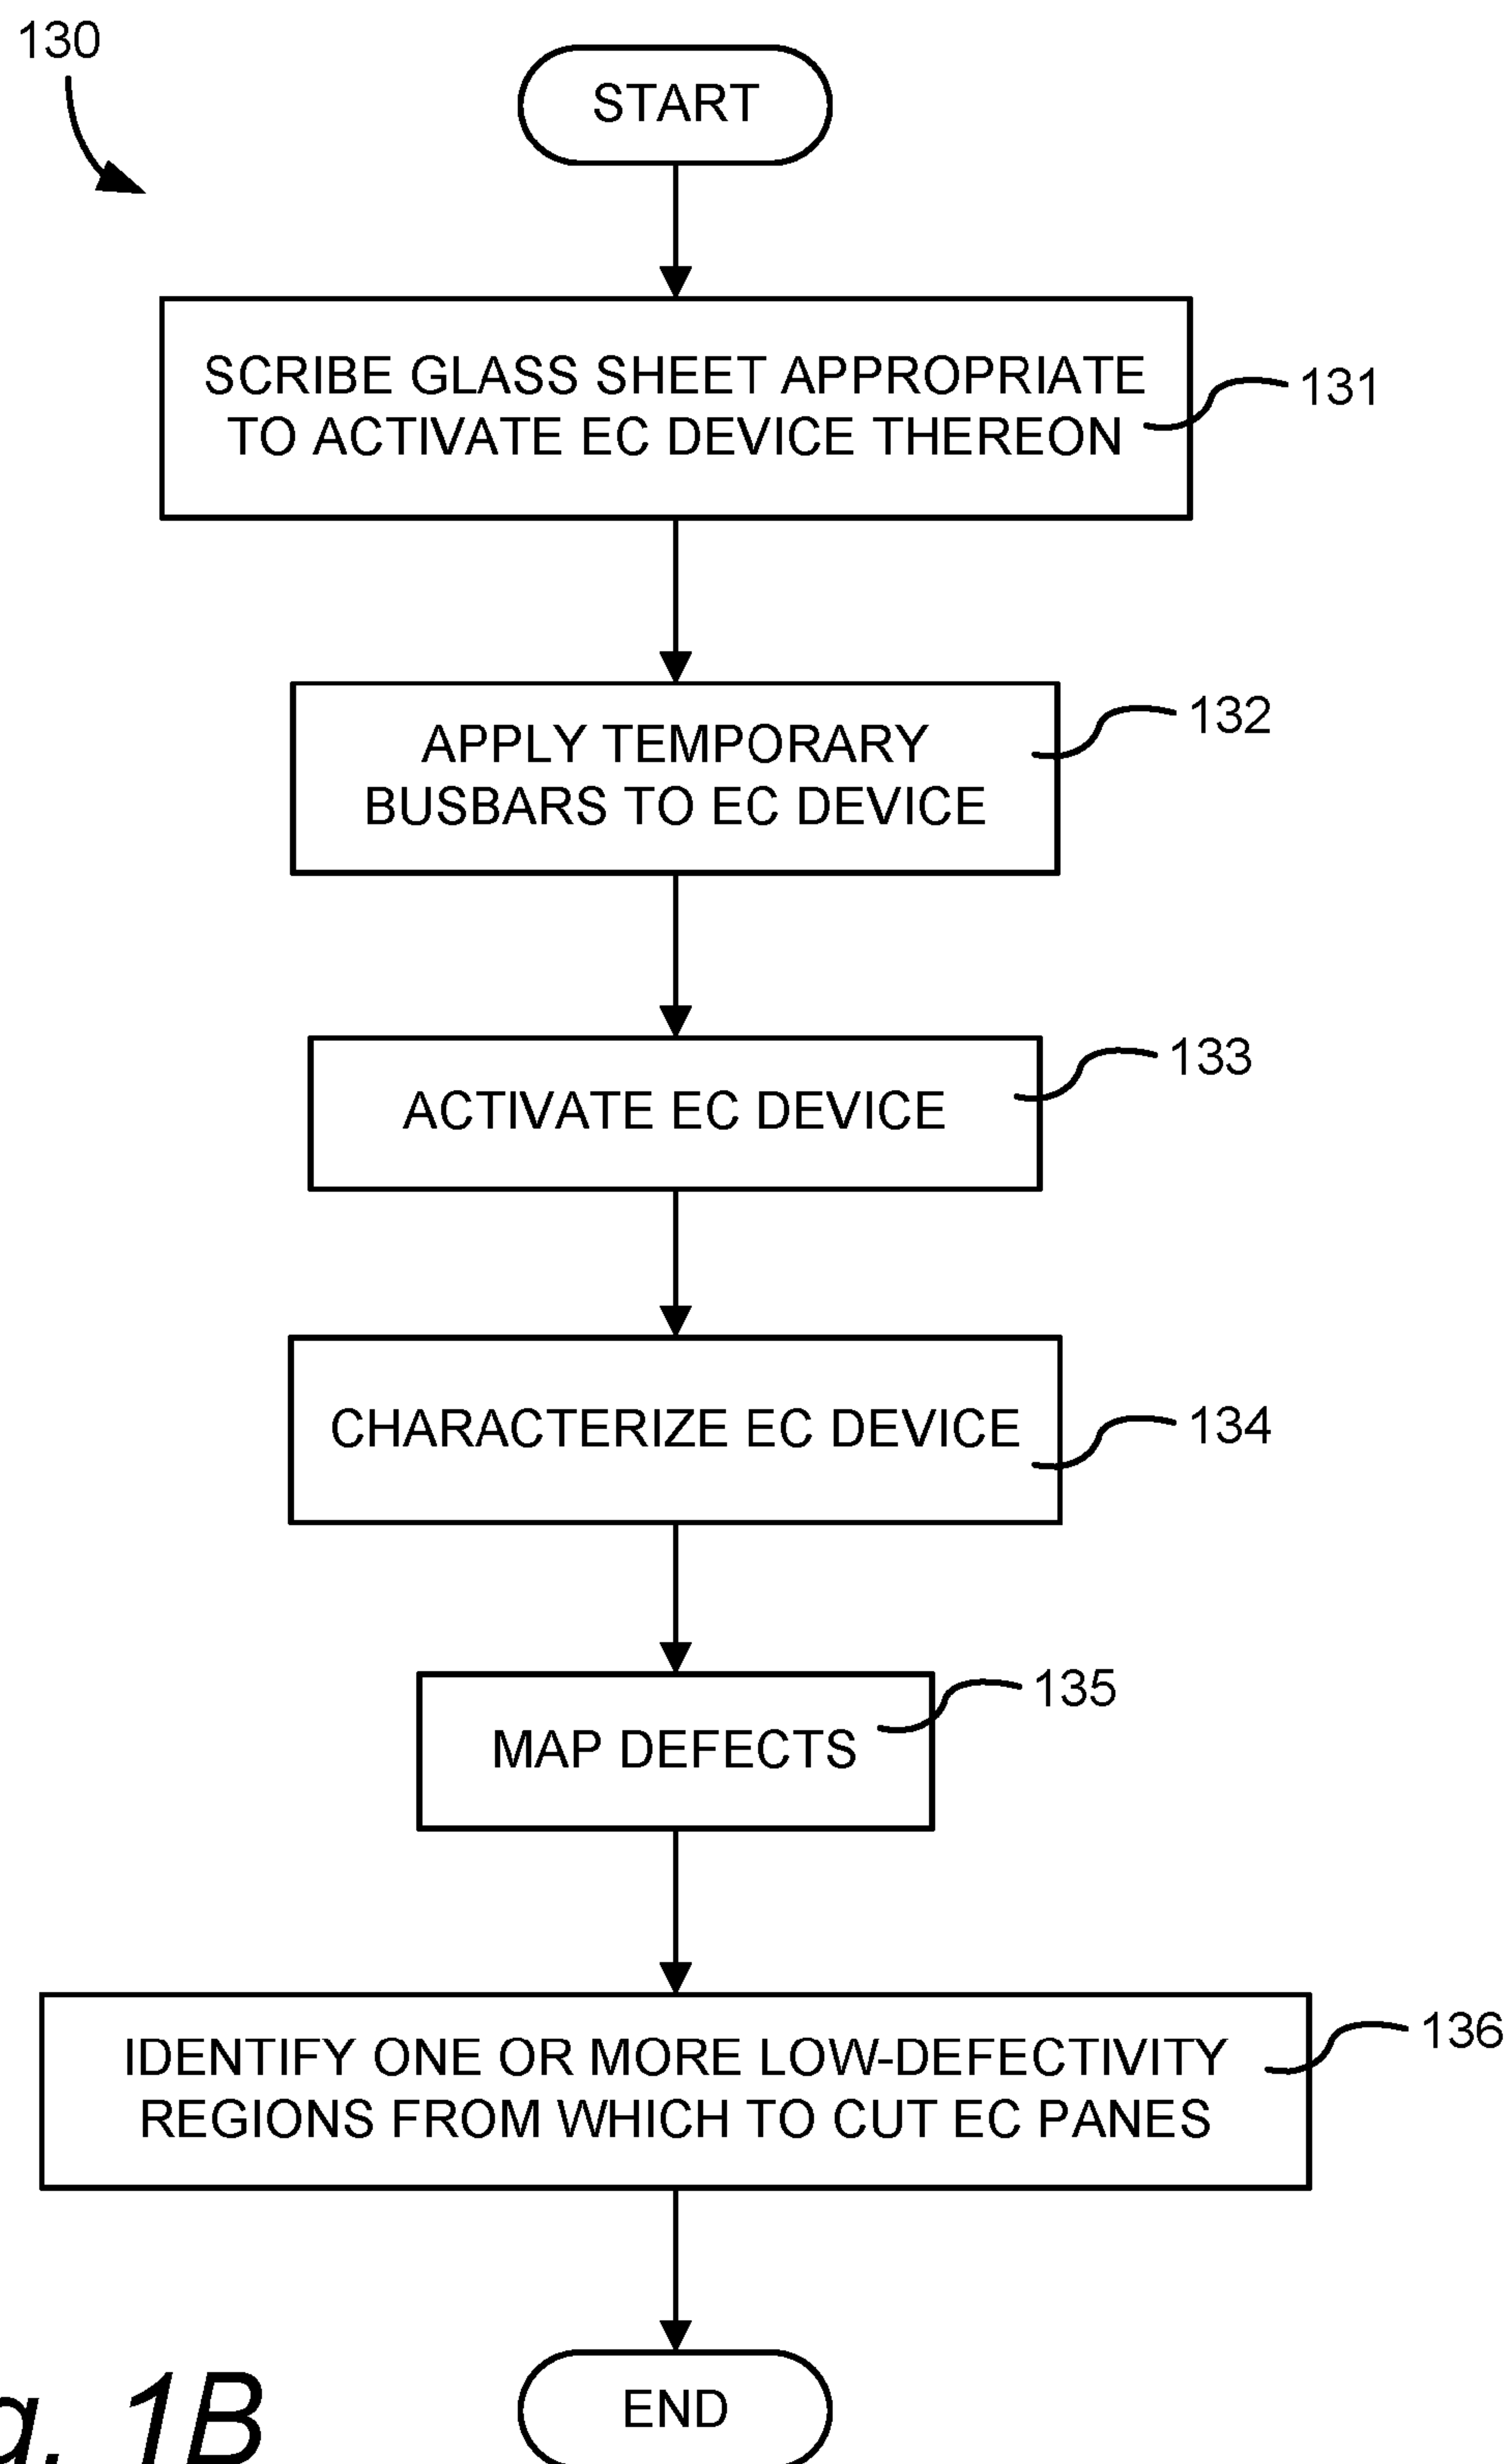 130
START
SCRIBE GLASS SHEET APPROPRIATE
TO ACTIVATE EC DEVICE THEREON
131
APPLY TEMPORARY
BUSBARS TO EC DEVICE
132
ACTIVATE EC DEVICE
133
CHARACTERIZE EC DEVICE
134
MAP DEFECTS
135
IDENTIFY ONE OR MORE LOW-DEFECTIVITY
REGIONS FROM WHICH TO CUT EC PANES
136
END
g. 1B